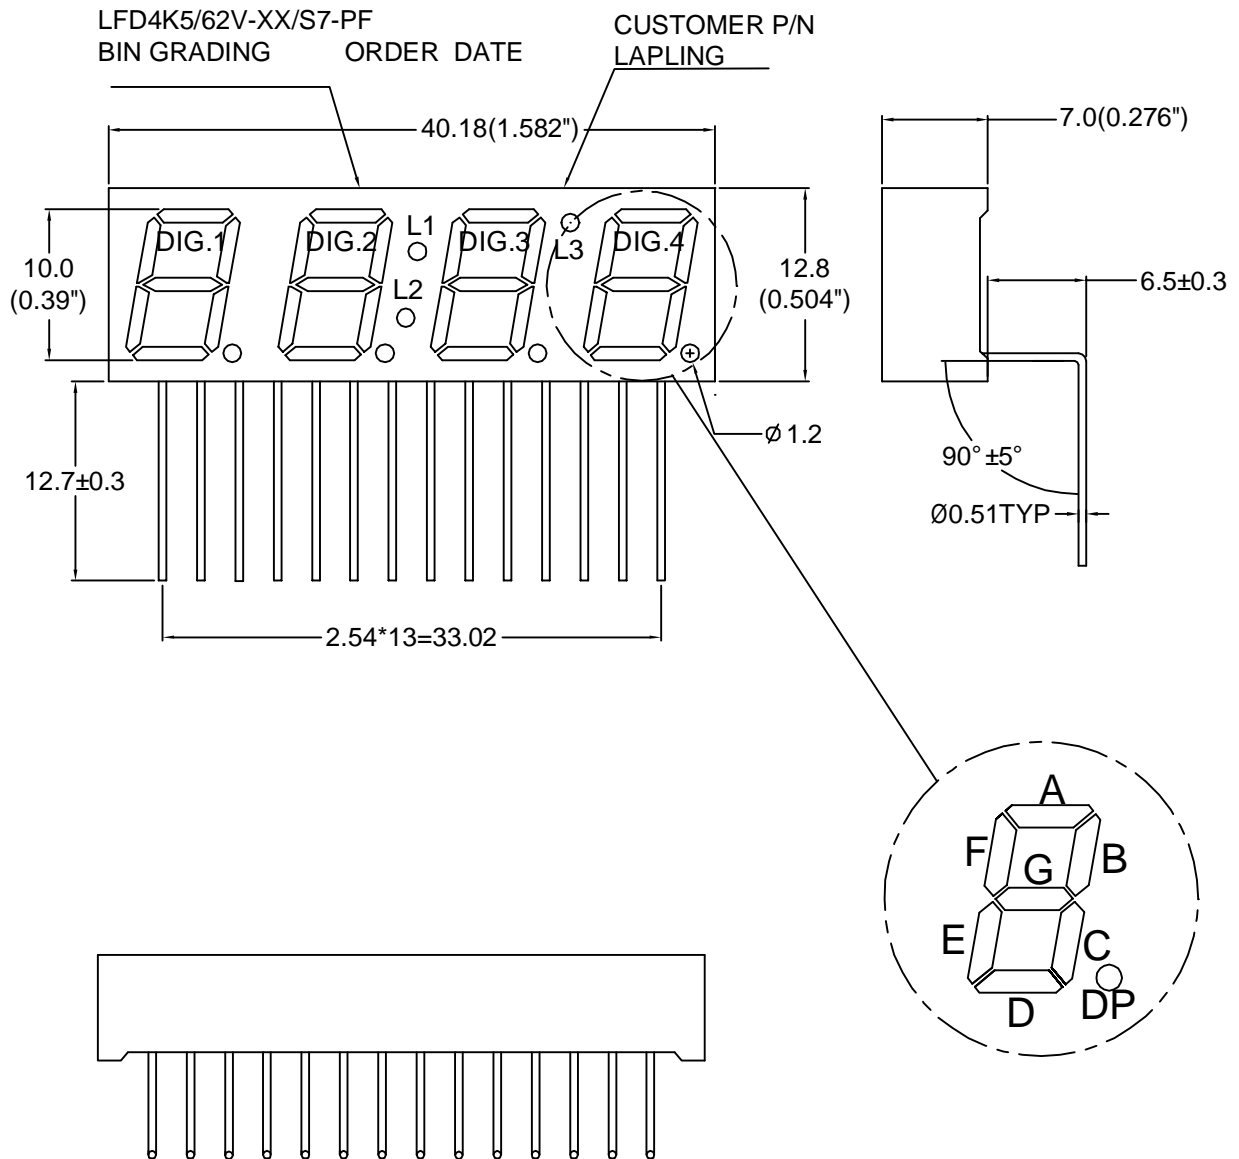 LFD4K5/62V-XX/S7-PF
BIN GRADING ORDER DATE
CUSTOMER P/N
LAPLING
40.18(1.582")
7.0(0.276")
DIG.1
DIG.2
L1
DIG.3
L3
DIG.4
L2
10.0
(0.39")
12.8
(0.504")
6.5±0.3
Ø1.2
12.7±0.3
90°±5°
Ø0.51TYP
2.54*13=33.02
A
F
B
G
E
C
D
DP